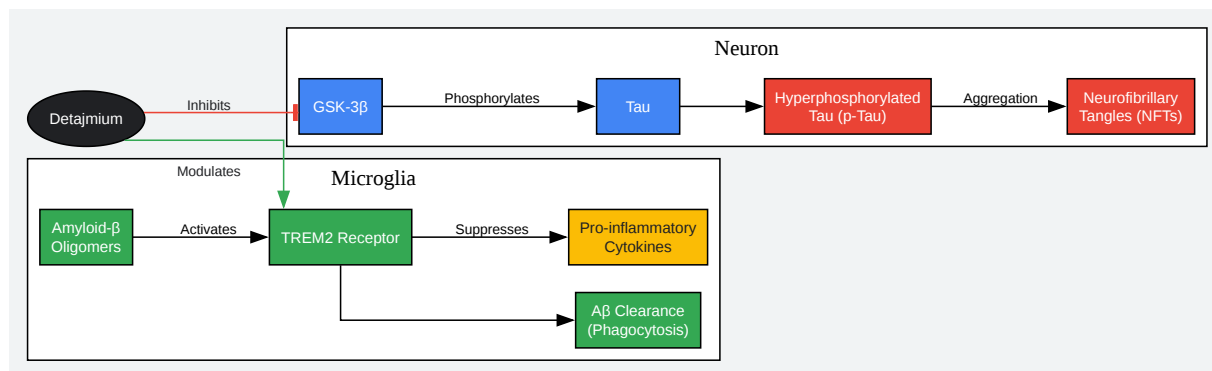 Neuron
Detajmium
Inhibits
GSK-3β
Phosphorylates
Tau
Hyperphosphorylated
Tau (p-Tau)
Aggregation
Neurofibrillary
Tangles (NFTs)
Modulates
Microglia
Amyloid-β
Oligomers
Activates
TREM2 Receptor
Suppresses
Pro-inflammatory
Cytokines
Aβ Clearance
(Phagocytosis)